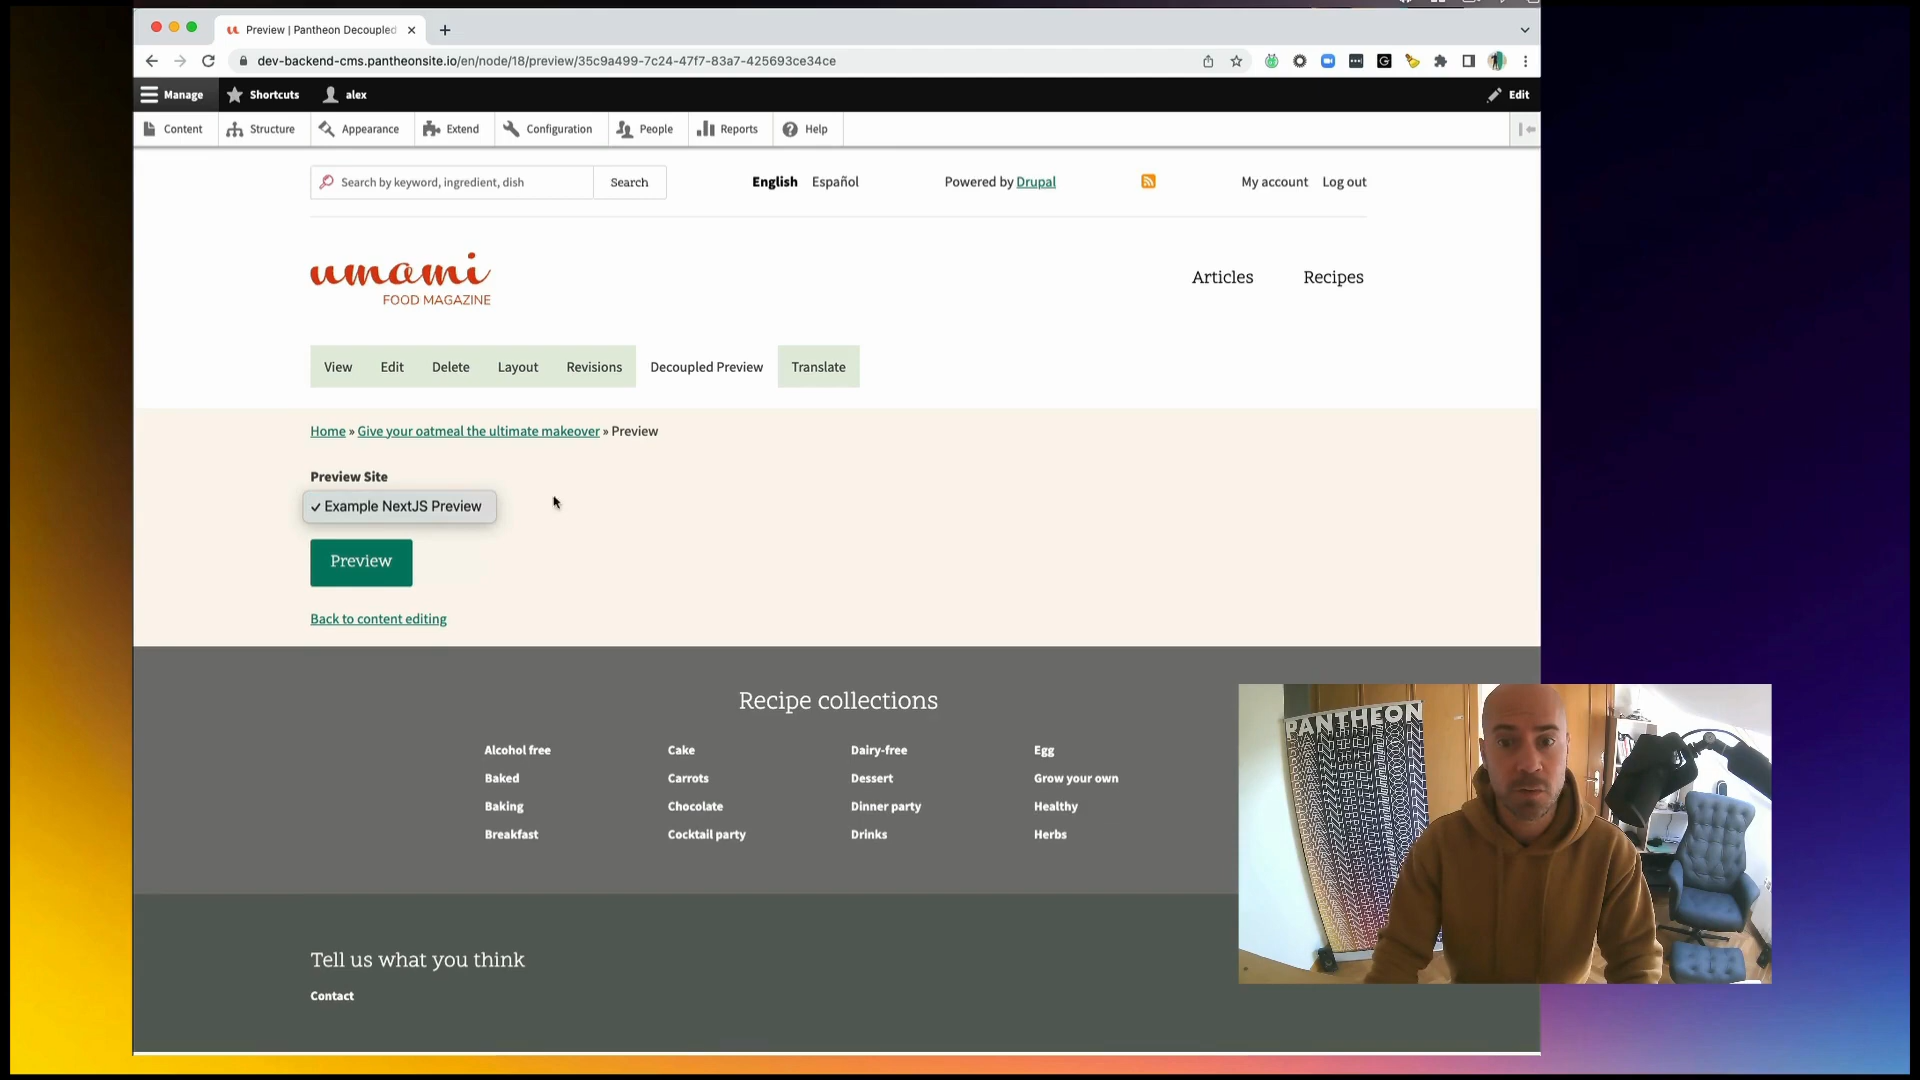 Preview | Pantheon Decoupled
dev-backend-cms.pantheonsite.io/en/node/18/preview/35c9a499-7c24-47f7-83a7-425693ce34ce
Manage Shortcuts alex Edit
Content Structure Appearance Extend Configuration People Reports Help
Search by keyword, ingredient, dish Search English Español Powered by Drupal My account Log out
umami
FOOD MAGAZINE
Articles Recipes
View Edit Delete Layout Revisions Decoupled Preview Translate
Home » Give your oatmeal the ultimate makeover » Preview
Preview Site
✓ Example NextJS Preview
Preview
Back to content editing
Recipe collections
Alcohol free Cake Dairy-free Egg
Baked Carrots Dessert Grow your own
Baking Chocolate Dinner party Healthy
Breakfast Cocktail party Drinks Herbs
PANTHEON
Tell us what you think
Contact